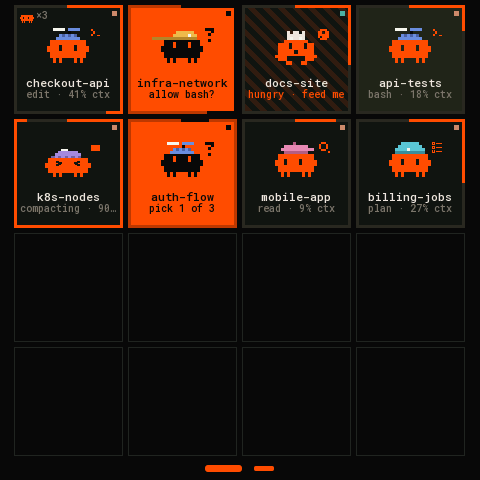 ×3
checkout-api
edit · 41% ctx
infra-network
allow bash?
docs-site
hungry · feed me
api-tests
bash · 18% ctx
k8s-nodes
compacting · 90…
auth-flow
pick 1 of 3
mobile-app
read · 9% ctx
billing-jobs
plan · 27% ctx